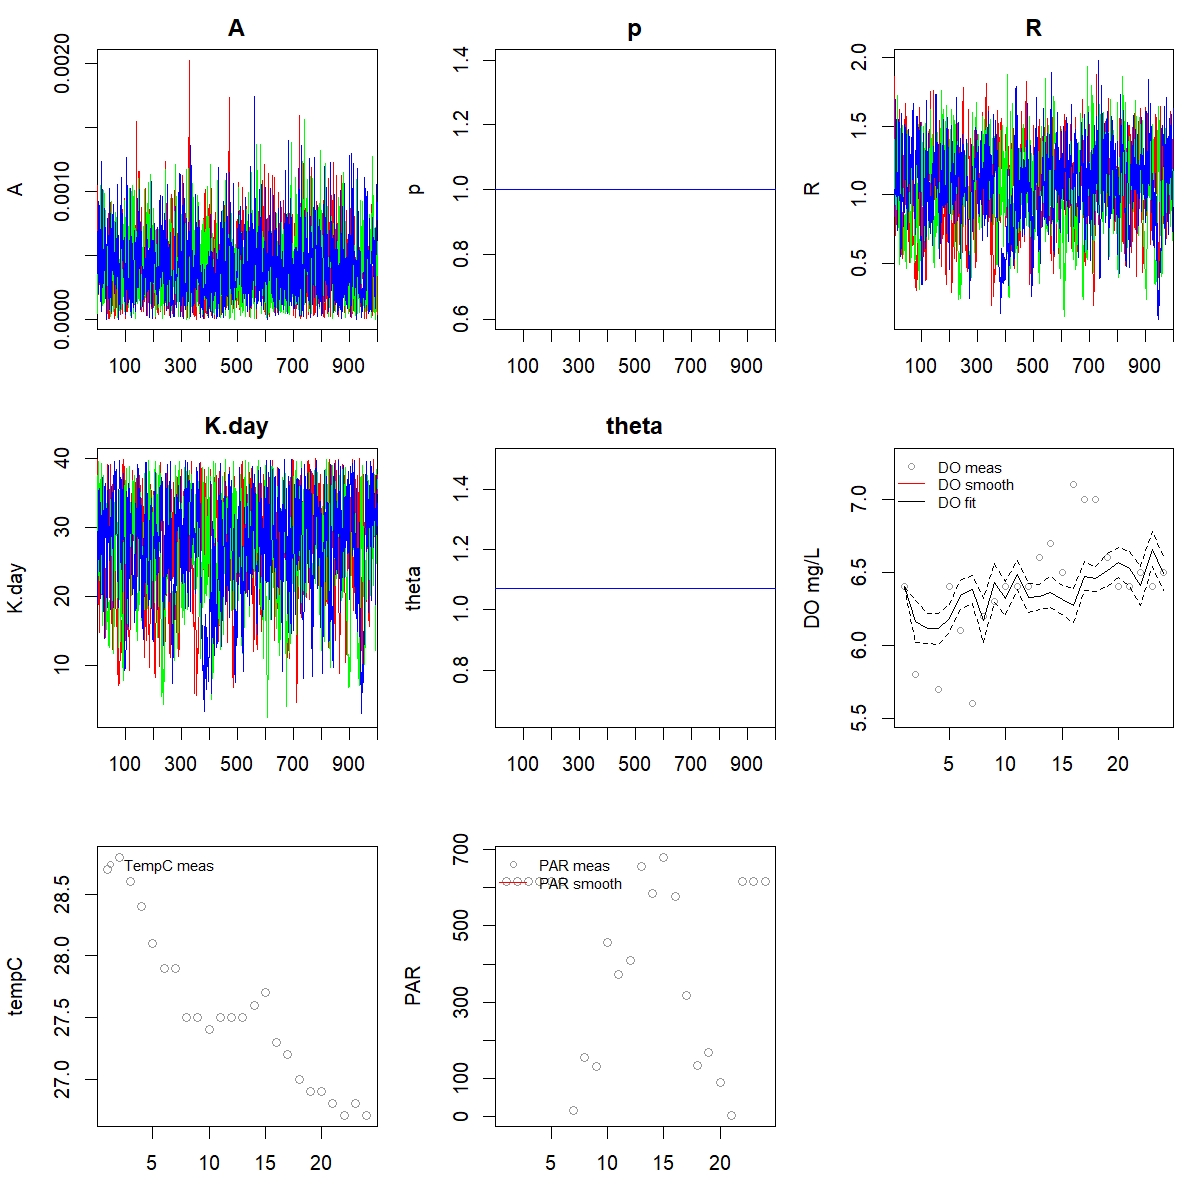 A
A
0.0000 0.0010 0.0020
100 300 500 700 900
p
p
0.6 0.8 1.0 1.2 1.4
100 300 500 700 900
R
R
0.5 1.0 1.5 2.0
100 300 500 700 900
K.day
K.day
10 20 30 40
100 300 500 700 900
theta
theta
0.8 1.0 1.2 1.4
100 300 500 700 900
DO meas
DO smooth
DO fit
DO mg/L
5.5 6.0 6.5 7.0
5 10 15 20
TempC meas
tempC
27.0 27.5 28.0 28.5
5 10 15 20
PAR meas
PAR smooth
PAR
0 100 300 500 700
5 10 15 20